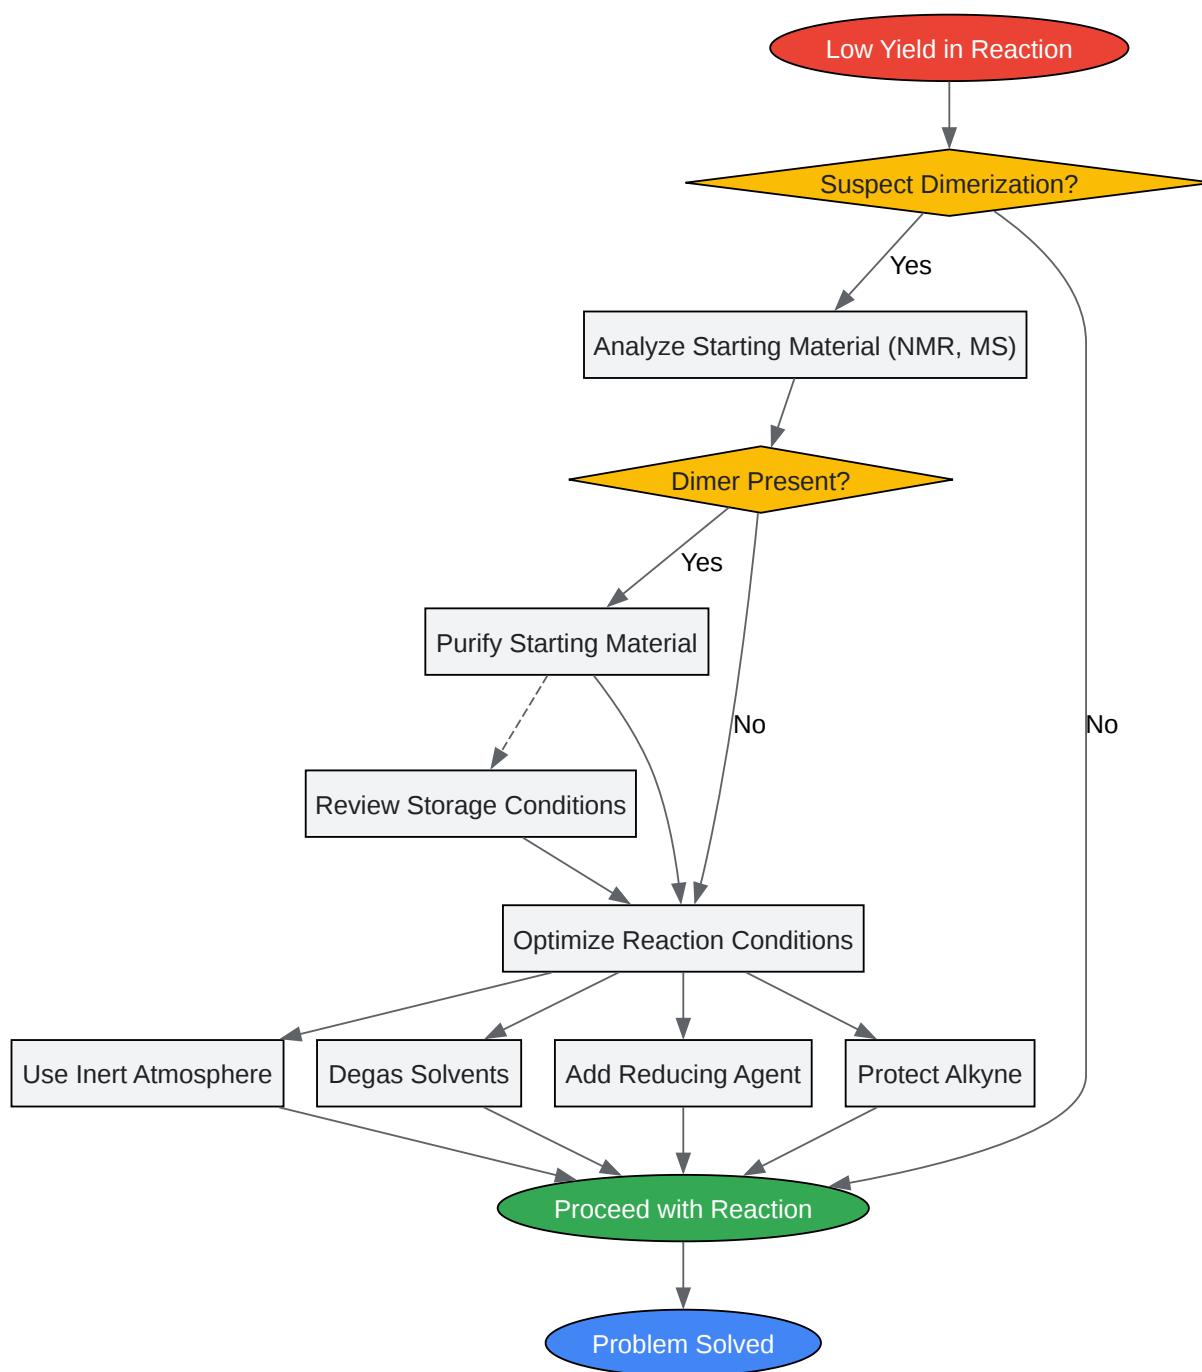 Low Yield in Reaction
Suspect Dimerization?
Yes
Analyze Starting Material (NMR, MS)
Dimer Present?
Yes
Purify Starting Material
No
No
Review Storage Conditions
Optimize Reaction Conditions
Use Inert Atmosphere
Degas Solvents
Add Reducing Agent
Protect Alkyne
Proceed with Reaction
Problem Solved